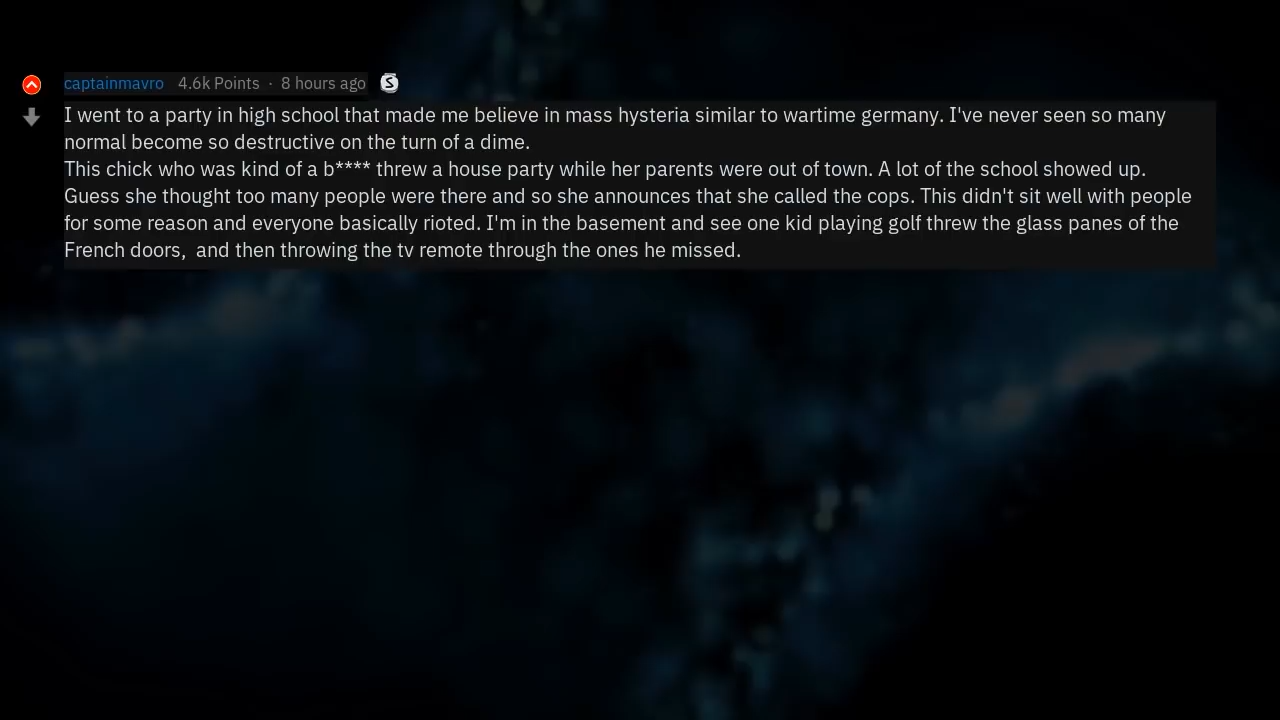 captainmavro 4.6k Points · 8 hours ago S
I went to a party in high school that made me believe in mass hysteria similar to wartime germany. I've never seen so many
normal become so destructive on the turn of a dime.
This chick who was kind of a b**** threw a house party while her parents were out of town. A lot of the school showed up.
Guess she thought too many people were there and so she announces that she called the cops. This didn't sit well with people
for some reason and everyone basically rioted. I'm in the basement and see one kid playing golf threw the glass panes of the
French doors,  and then throwing the tv remote through the ones he missed.